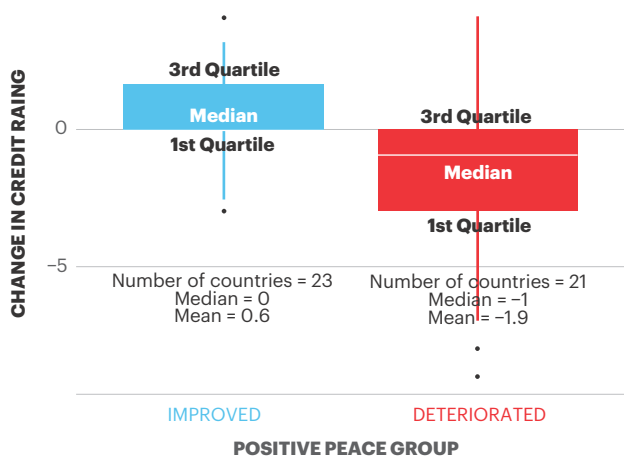 CHANGE IN CREDIT RAING
0
−5
3rd Quartile
Median
1st Quartile
Number of countries = 23
Median = 0
Mean = 0.6
3rd Quartile
Median
1st Quartile
Number of countries = 21
Median = −1
Mean = −1.9
IMPROVED
DETERIORATED
POSITIVE PEACE GROUP